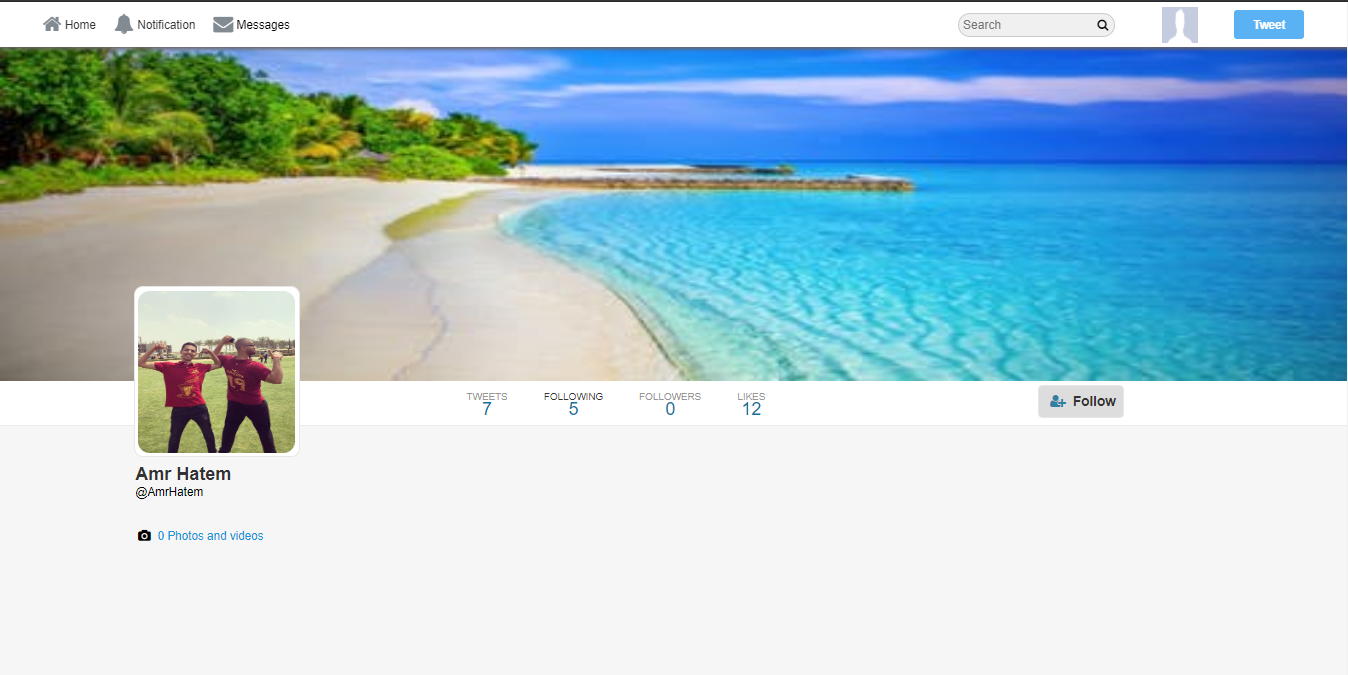 Home Notification Messages Search Tweet
TWEETS FOLLOWING FOLLOWERS LIKES
7 5 0 12
Follow
19
Amr Hatem
@AmrHatem
0 Photos and videos